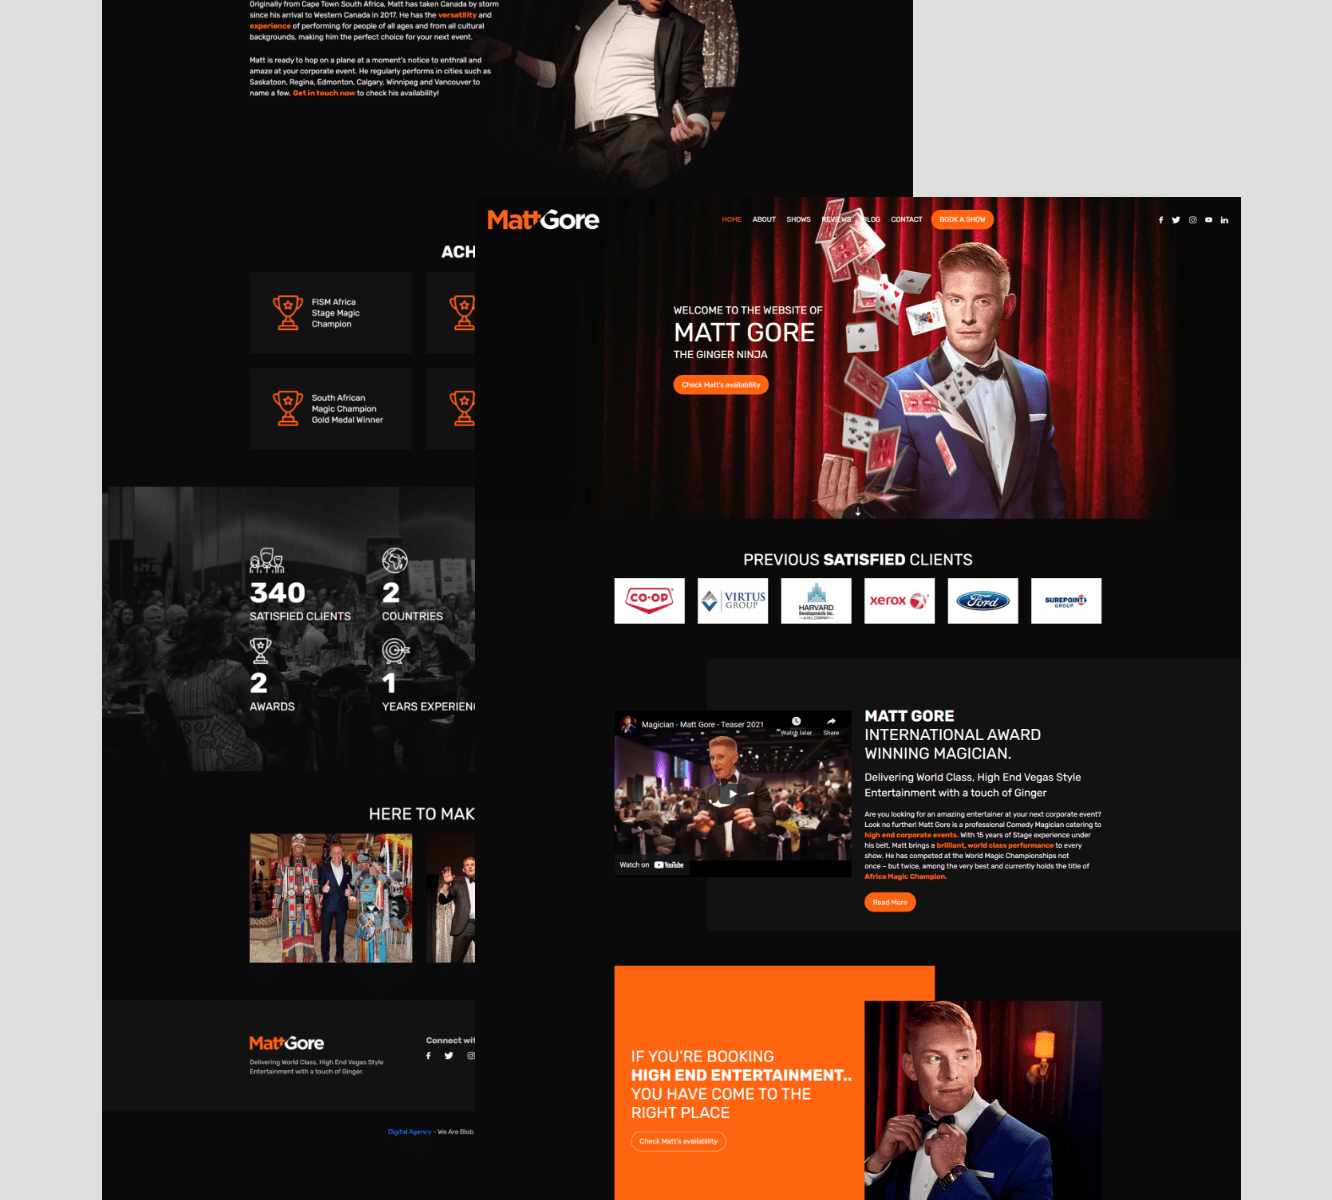 Originally from Cape Town South Africa, Matt has taken Canada by storm
since his arrival to Western Canada in 2017. He has the versatility and
experience of performing for people of all ages and from all cultural
backgrounds, making him the perfect choice for your next event.
Matt is ready to hop on a plane at a moment's notice to enthrall and
amaze at your corporate event. He regularly performs in cities such as
Saskatoon, Regina, Edmonton, Calgary, Winnipeg and Vancouver to
name a few. Get in touch now to check his availability!
ACH
FISM Africa
Stage Magic
Champion
South African
Magic Champion
Gold Medal Winner
340
SATISFIED CLIENTS
2
COUNTRIES
2
AWARDS
1
YEARS EXPERIEN
HERE TO MAK
MattGore
Delivering World Class, High End Vegas Style
Entertainment with a touch of Ginger.
Connect wit
Digital Agency - We Are Blob
MattGore
HOME ABOUT SHOWS REVIEWS BLOG CONTACT BOOK A SHOW
WELCOME TO THE WEBSITE OF
MATT GORE
THE GINGER NINJA
Check Matt's availability
PREVIOUS SATISFIED CLIENTS
CO-OP
VIRTUS
GROUP
HARVARD
Developments Inc.
A HILL COMPANY
xerox
Ford
SUREPOINT
GROUP
Magician - Matt Gore - Teaser 2021
Watch later Share
Watch on YouTube
MATT GORE
INTERNATIONAL AWARD
WINNING MAGICIAN.
Delivering World Class, High End Vegas Style
Entertainment with a touch of Ginger
Are you looking for an amazing entertainer at your next corporate event?
Look no further! Matt Gore is a professional Comedy Magician catering to
high end corporate events. With 15 years of Stage experience under
his belt, Matt brings a brilliant, world class performance to every
show. He has competed at the World Magic Championships not
once – but twice, among the very best and currently holds the title of
Africa Magic Champion.
Read More
IF YOU'RE BOOKING
HIGH END ENTERTAINMENT..
YOU HAVE COME TO THE
RIGHT PLACE
Check Matt's availability